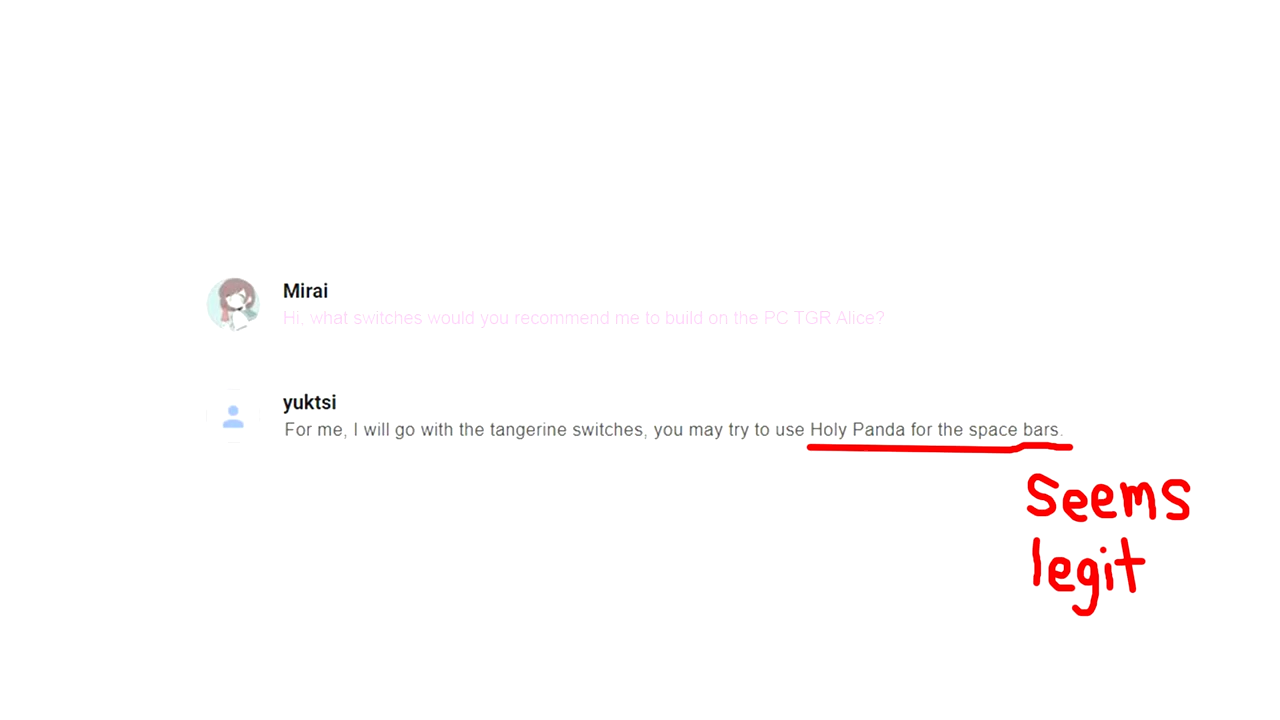 Mirai
Hi, what switches would you recommend me to build on the PC TGR Alice?
yuktsi
For me, I will go with the tangerine switches, you may try to use Holy Panda for the space bars.
Seems
legit